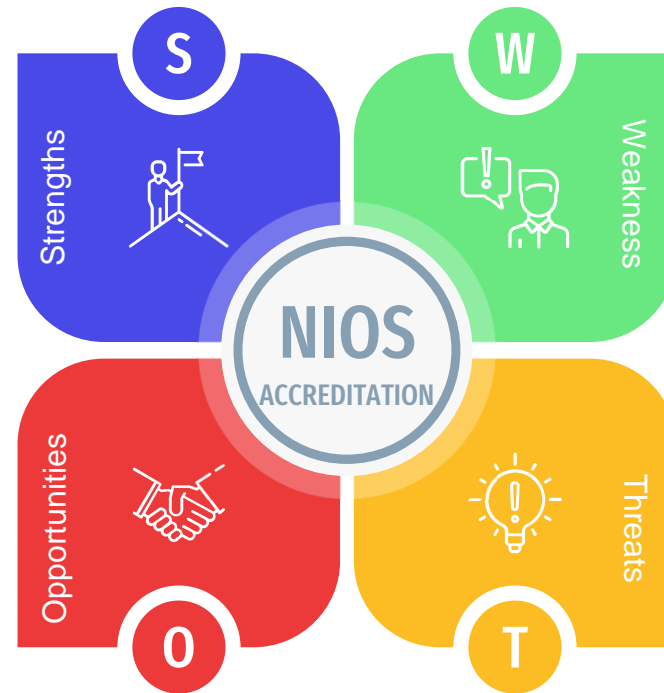 S
W
Strengths
Weakness
NIOS
ACCREDITATION
Opportunities
Threats
O
T